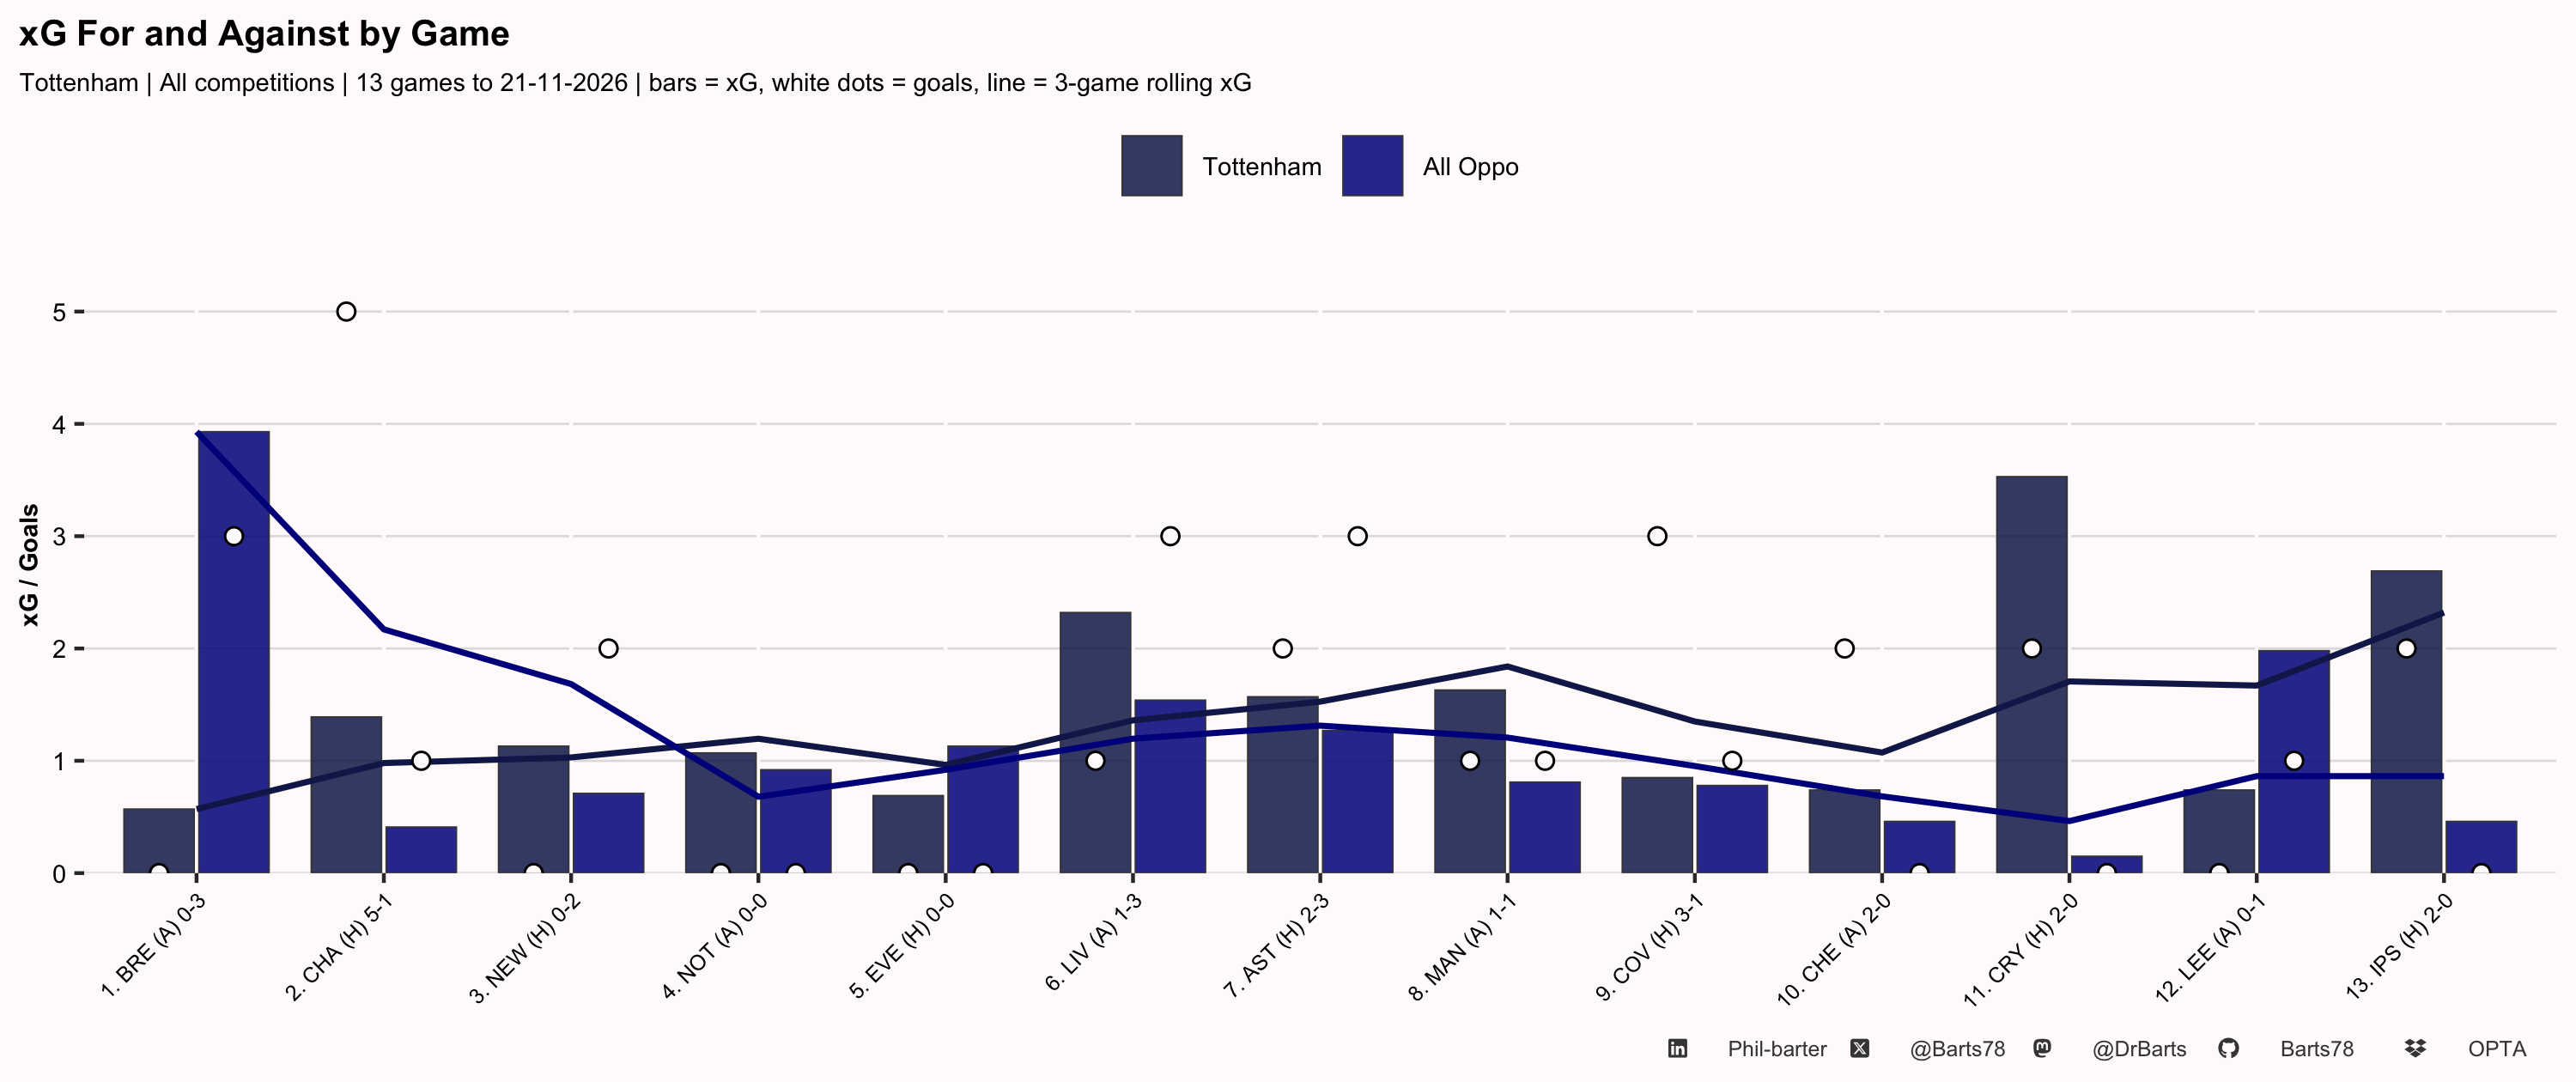 xG For and Against by Game
Tottenham | All competitions | 13 games to 21-11-2026 | bars = xG, white dots = goals, line = 3-game rolling xG
Tottenham
All Oppo
xG / Goals
5
4
3
2
1
0
1. BRE (A) 0-3
2. CHA (H) 5-1
3. NEW (H) 0-2
4. NOT (A) 0-0
5. EVE (H) 0-0
6. LIV (A) 1-3
7. AST (H) 2-3
8. MAN (A) 1-1
9. COV (H) 3-1
10. CHE (A) 2-0
11. CRY (H) 2-0
12. LEE (A) 0-1
13. IPS (H) 2-0
Phil-barter @Barts78 @DrBarts Barts78 OPTA